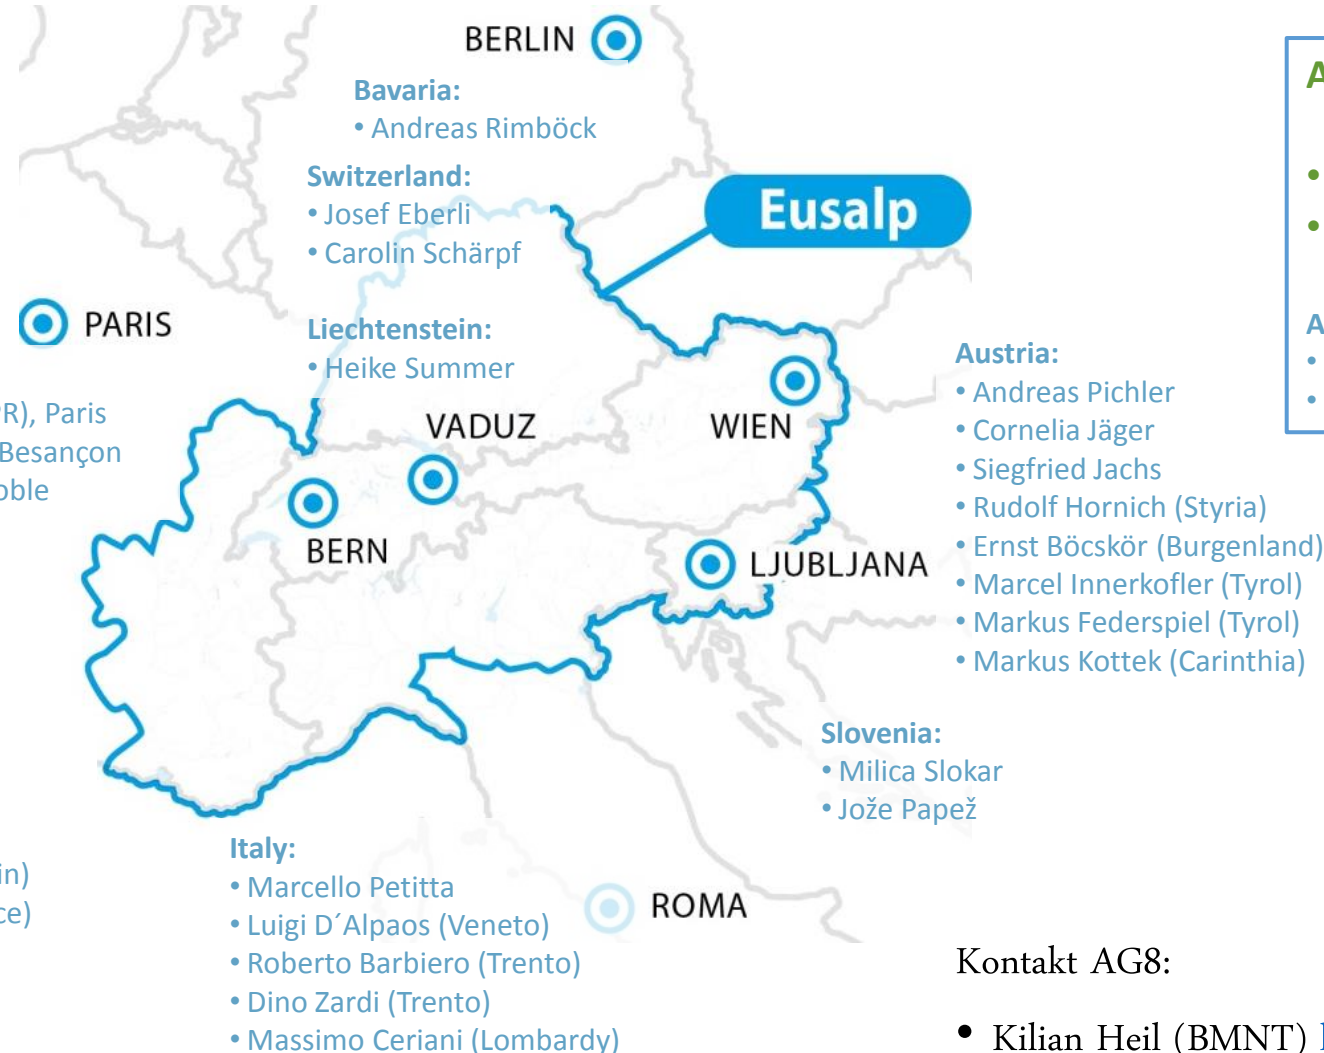 BERLIN
Bavaria:
• Andreas Rimböck
Switzerland:
• Josef Eberli
• Carolin Schärpf
Eusalp
PARIS
Liechtenstein:
• Heike Summer
Paris
Besançon
VADUZ
WIEN
BERN
LJUBLJANA
Austria:
• Andreas Pichler
• Cornelia Jäger
• Siegfried Jachs
• Rudolf Hornich (Styria)
• Ernst Böcskör (Burgenland)
• Marcel Innerkofler (Tyrol)
• Markus Federspiel (Tyrol)
• Markus Kottek (Carinthia)
Slovenia:
• Milica Slokar
• Jože Papež
Italy:
• Marcello Petitta
• Luigi D´Alpaos (Veneto)
• Roberto Barbiero (Trento)
• Dino Zardi (Trento)
• Massimo Ceriani (Lombardy)
ROMA
Kontakt AG8:
• Kilian Heil (BMNT)